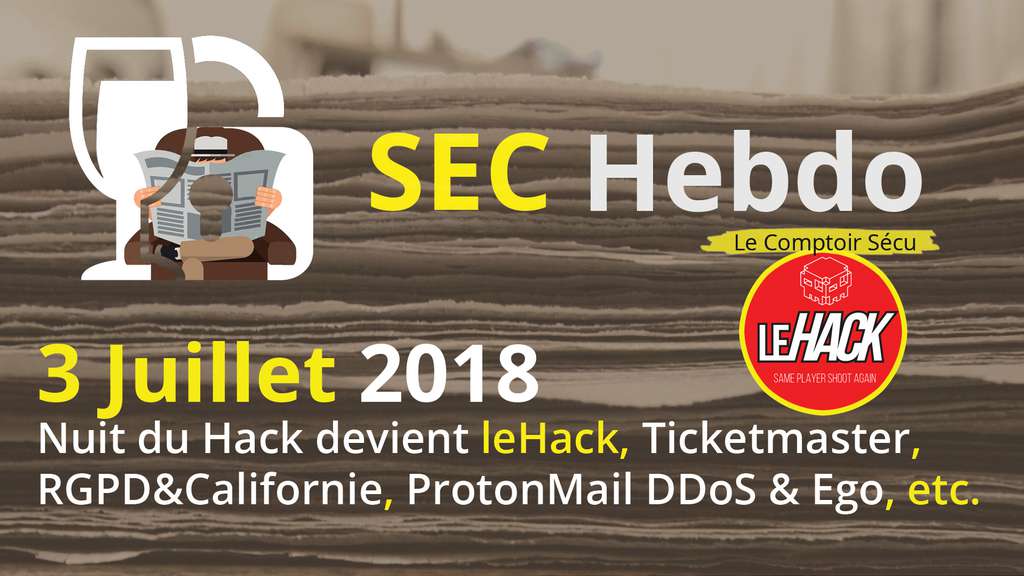 SEC Hebdo
Le Comptoir Sécu
LEHACK
SAME PLAYER SHOOT AGAIN
3 Juillet 2018
Nuit du Hack devient leHack, Ticketmaster,
RGPD&Californie, ProtonMail DDoS & Ego, etc.